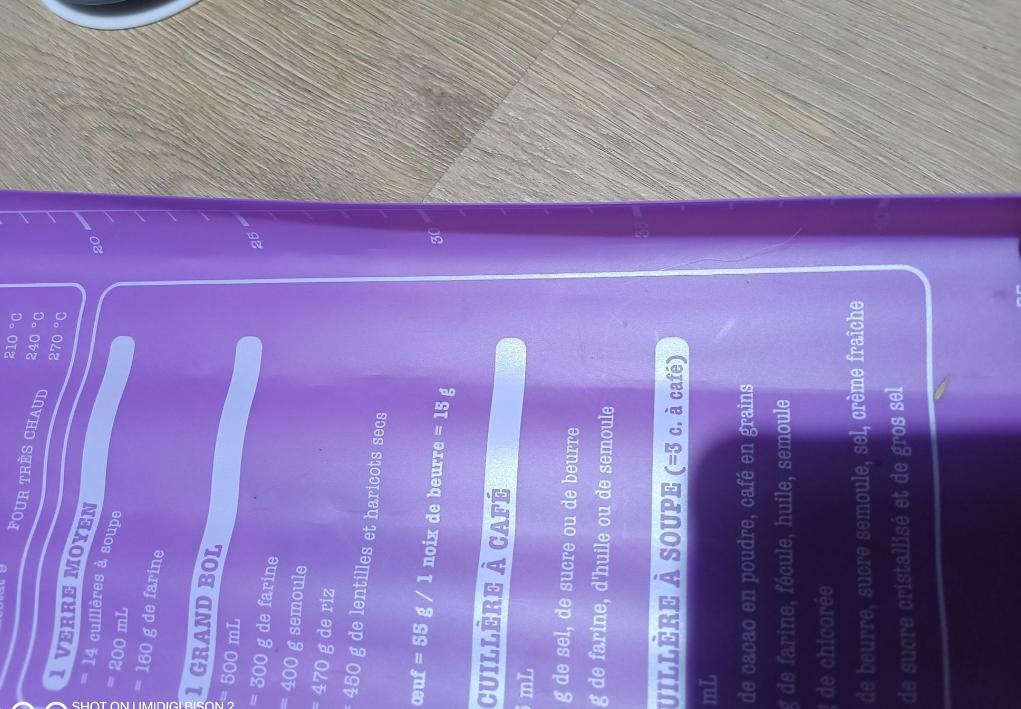 20
25
30
35
40
210 °C
240 °C
270 °C
FOUR TRÈS CHAUD
1 VERRE MOYEN
= 14 cuillères à soupe
= 200 mL
= 160 g de farine
1 GRAND BOL
= 500 mL
= 300 g de farine
= 400 g semoule
= 470 g de riz
= 450 g de lentilles et haricots secs
œuf = 55 g / 1 noix de beurre = 15 g
CUILLÈRE À CAFÉ
mL
g de sel, de sucre ou de beurre
g de farine, d'huile ou de semoule
UILLÈRE À SOUPE (=3 c. à café)
mL
de cacao en poudre, café en grains
g de farine, fécule, huile, semoule
de chicorée
de beurre, sucre semoule, sel, crème fraiche
de sucre cristallisé et de gros sel
SHOT ON UMIDIGI BISON 2